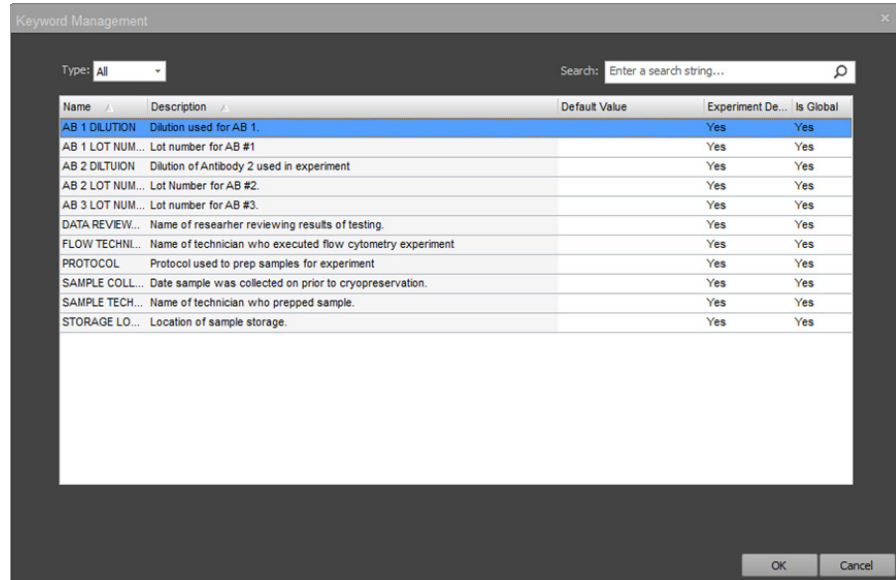 Keyword Management ×
Type: All Search: Enter a search string...
Name Description Default Value Experiment De... Is Global
AB 1 DILUTION Dilution used for AB 1. Yes Yes
AB 1 LOT NUM... Lot number for AB #1 Yes Yes
AB 2 DILTUION Dilution of Antibody 2 used in experiment Yes Yes
AB 2 LOT NUM... Lot Number for AB #2. Yes Yes
AB 3 LOT NUM... Lot number for AB #3. Yes Yes
DATA REVIEW... Name of researher reviewing results of testing. Yes Yes
FLOW TECHNI... Name of technician who executed flow cytometry experiment Yes Yes
PROTOCOL Protocol used to prep samples for experiment Yes Yes
SAMPLE COLL... Date sample was collected on prior to cryopreservation. Yes Yes
SAMPLE TECH... Name of technician who prepped sample. Yes Yes
STORAGE LO... Location of sample storage. Yes Yes
OK Cancel